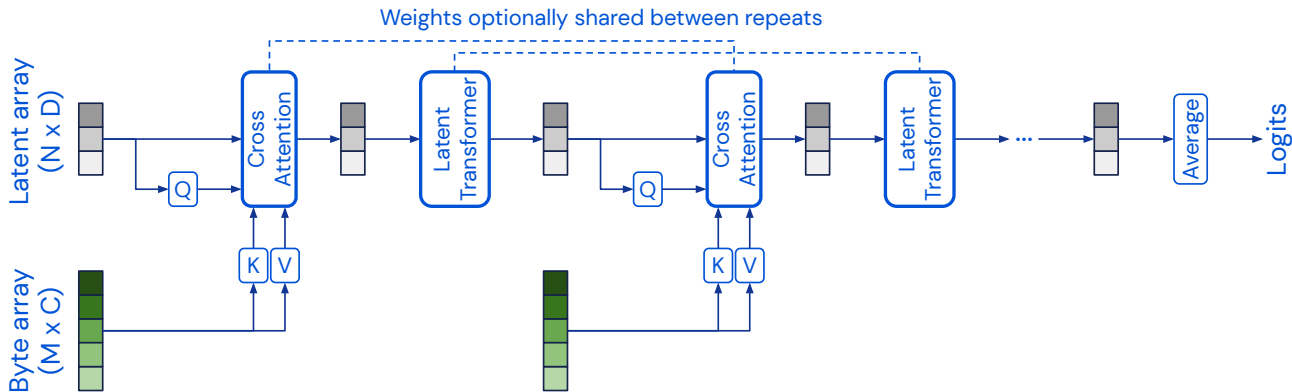 Weights optionally shared between repeats
Latent array
(N x D)
Q
Cross
Attention
Latent
Transformer
Q
Cross
Attention
Latent
Transformer
...
Average
Logits
K
V
K
V
Byte array
(M x C)